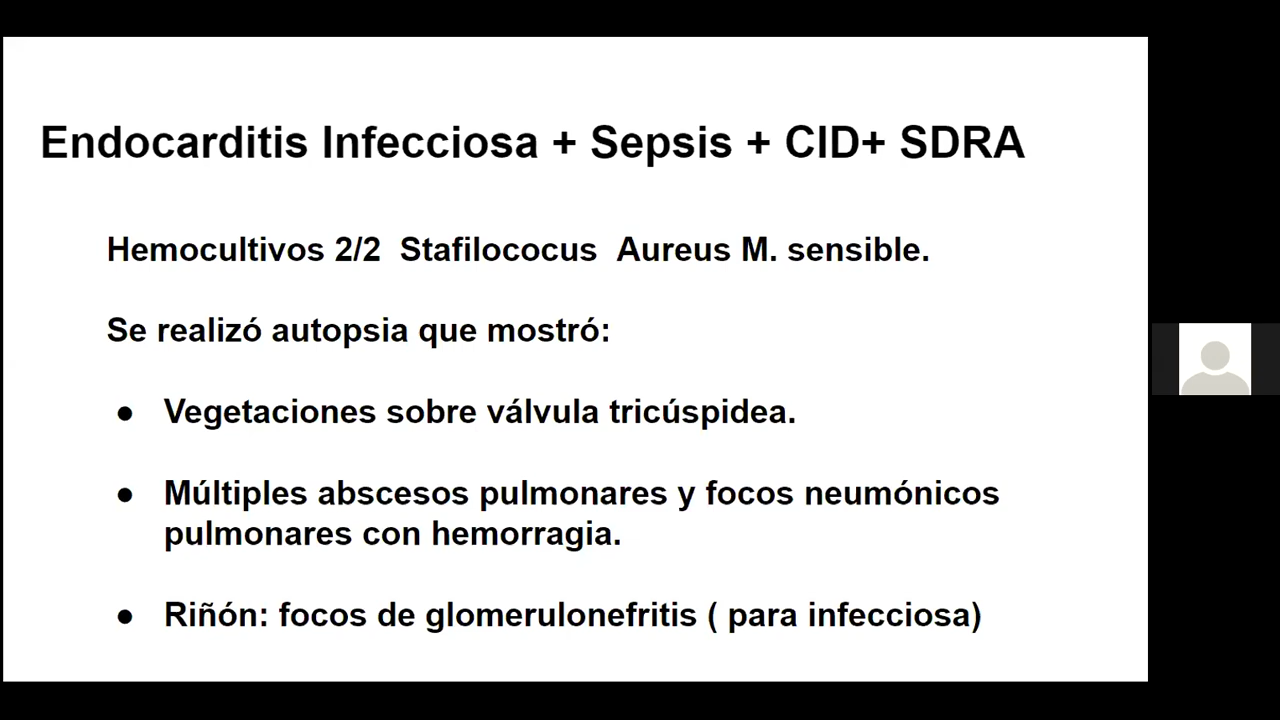 Endocarditis Infecciosa + Sepsis + CID+ SDRA
Hemocultivos 2/2 Stafilococus Aureus M. sensible.
Se realizó autopsia que mostró:
● Vegetaciones sobre válvula tricúspidea.
● Múltiples abscesos pulmonares y focos neumónicos
pulmonares con hemorragia.
● Riñón: focos de glomerulonefritis ( para infecciosa)